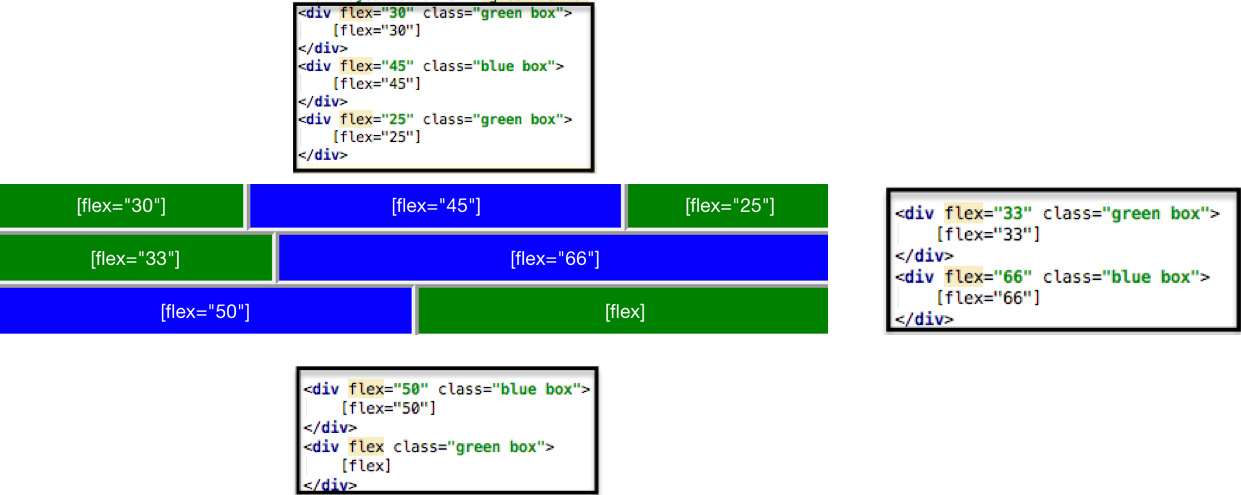 <div flex="30" class="green box">
[flex="30"]
</div>
<div flex="45" class="blue box">
[flex="45"]
</div>
<div flex="25" class="green box">
[flex="25"]
</div>
[flex="30"] [flex="45"] [flex="25"]
[flex="33"] [flex="66"]
[flex="50"] [flex]
<div flex="33" class="green box">
[flex="33"]
</div>
<div flex="66" class="blue box">
[flex="66"]
</div>
<div flex="50" class="blue box">
[flex="50"]
</div>
<div flex class="green box">
[flex]
</div>